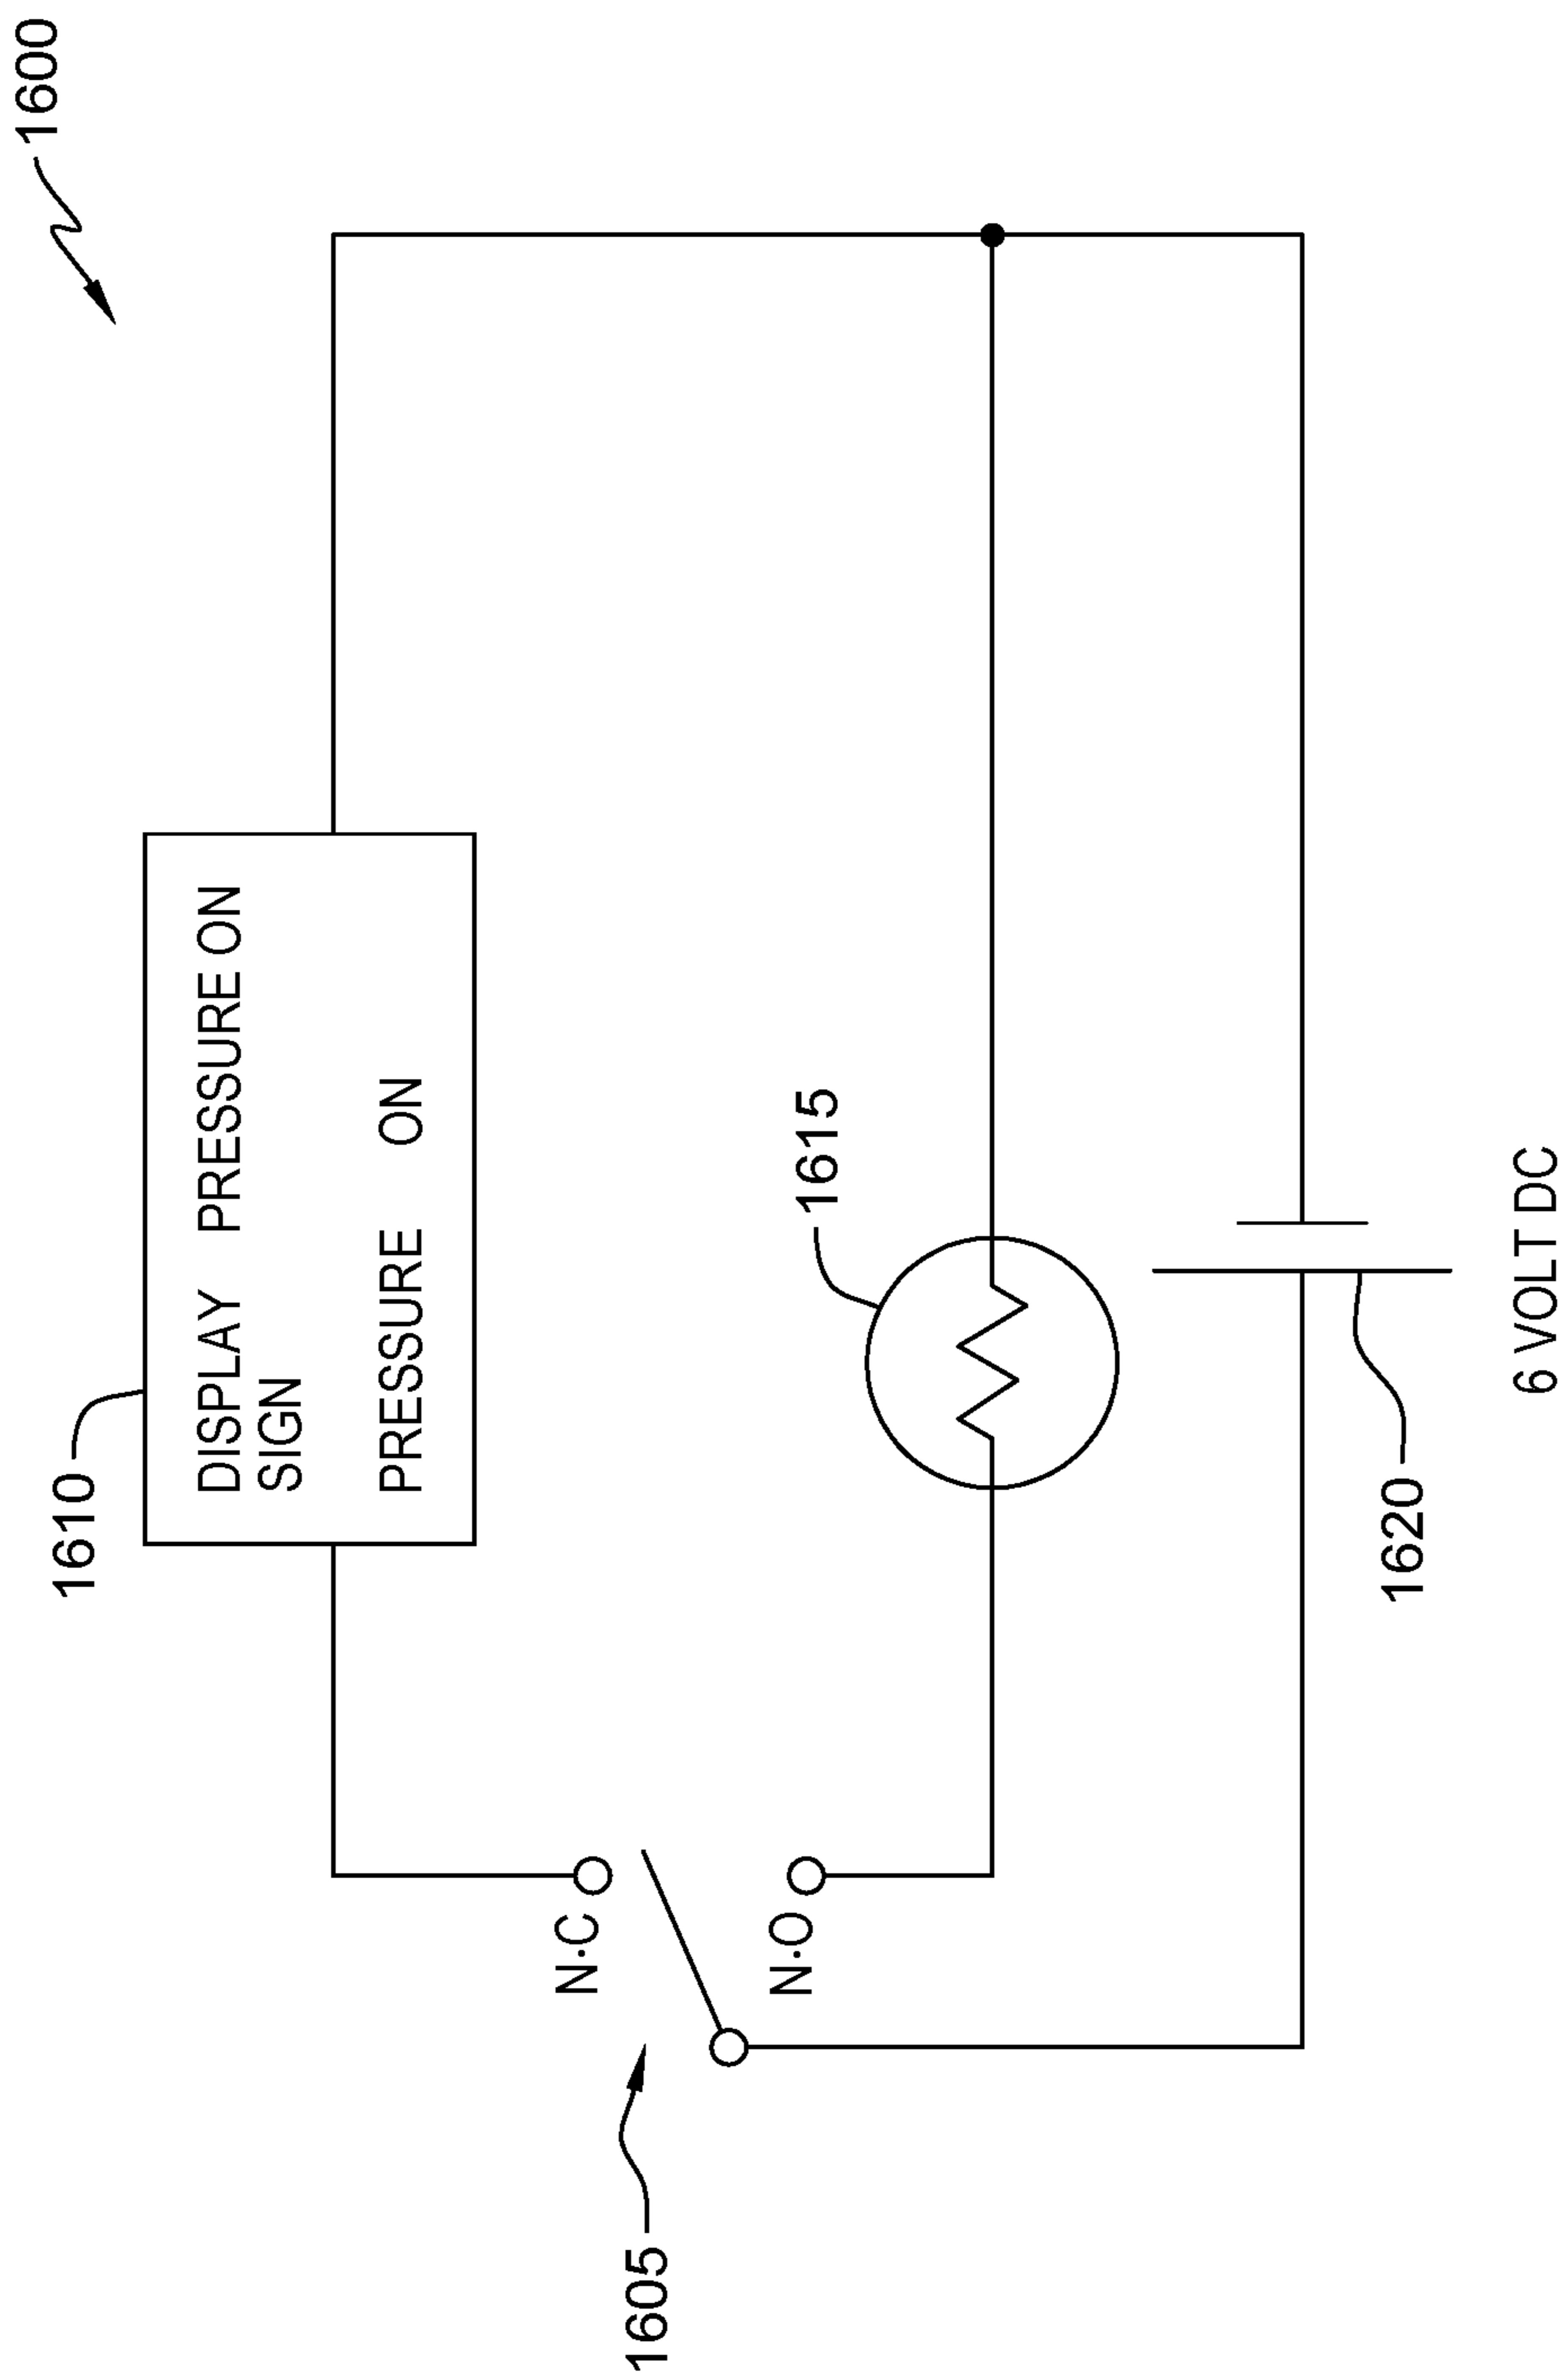 1600
1610
DISPLAY PRESSURE ON
SIGN
PRESSURE ON
N.C
1605
N.O
1615
1620
6 VOLT DC